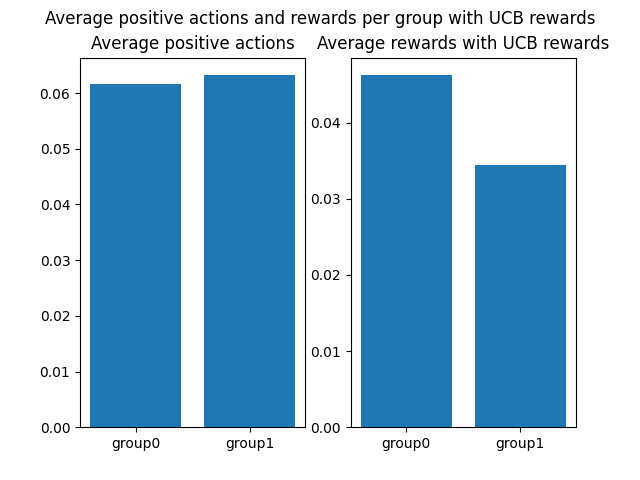 Average positive actions and rewards per group with UCB rewards
Average positive actions
Average rewards with UCB rewards
0.06
0.05
0.04
0.03
0.02
0.01
0.00
group0
group1
0.04
0.03
0.02
0.01
0.00
group0
group1